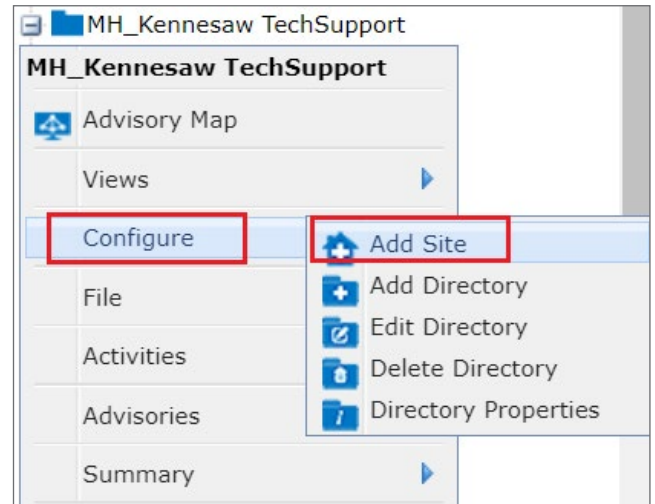 MH_Kennesaw TechSupport
MH_Kennesaw TechSupport
Advisory Map
Views
Configure
File
Activities
Advisories
Summary
Add Site
Add Directory
Edit Directory
Delete Directory
Directory Properties